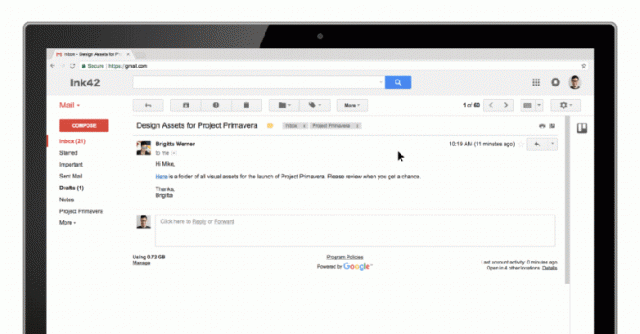 Inbox - Design Assets for Pr
Secure https://gmail.com
Ink42
Mail
More
1 of 60
COMPOSE
Design Assets for Project Primavera
Inbox x Project Primavera x
Inbox (21)
Starred
Important
Sent Mail
Drafts (1)
Notes
Project Primavera
More
Brigitta Werner
10:19 AM (11 minutes ago)
to me
Hi Mike,
Here is a folder of all visual assets for the launch of Project Primavera. Please review when you get a chance.
Thanks,
Brigitta
Click here to Reply or Forward
Using 0.73 GB
Manage
Program Policies
Powered by Google
Last account activity: 0 minutes ago
Open in 4 other locations Details